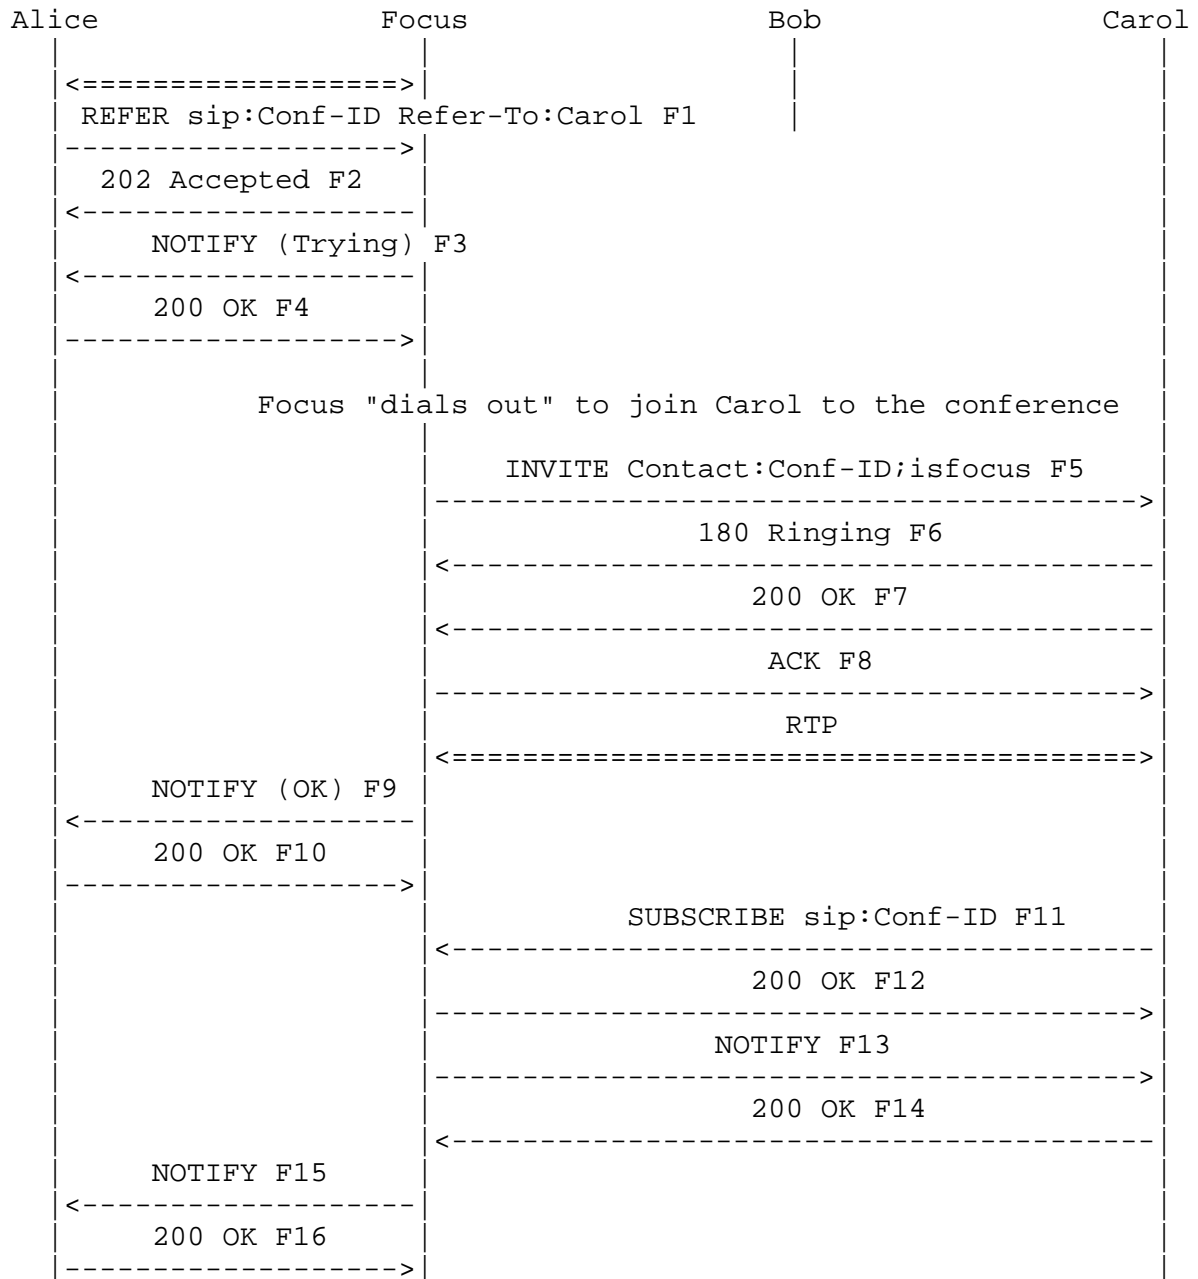 Alice Focus Bob Carol
REFER sip:Conf-ID Refer-To:Carol F1
202 Accepted F2
NOTIFY (Trying) F3
200 OK F4
Focus "dials out" to join Carol to the conference
INVITE Contact:Conf-ID;isfocus F5
180 Ringing F6
200 OK F7
ACK F8
RTP
NOTIFY (OK) F9
200 OK F10
SUBSCRIBE sip:Conf-ID F11
200 OK F12
NOTIFY F13
200 OK F14
NOTIFY F15
200 OK F16